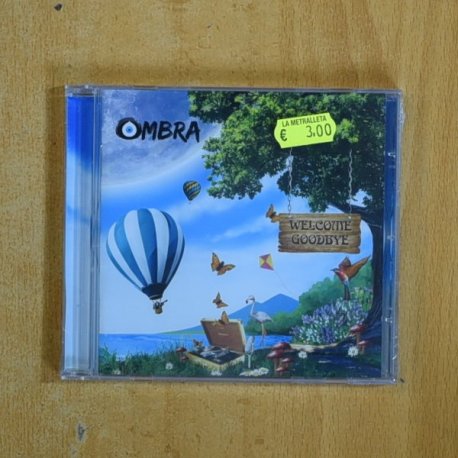 OMBRA
LA METRALLETA
€ 3,00
WELCOME
GOODBYE